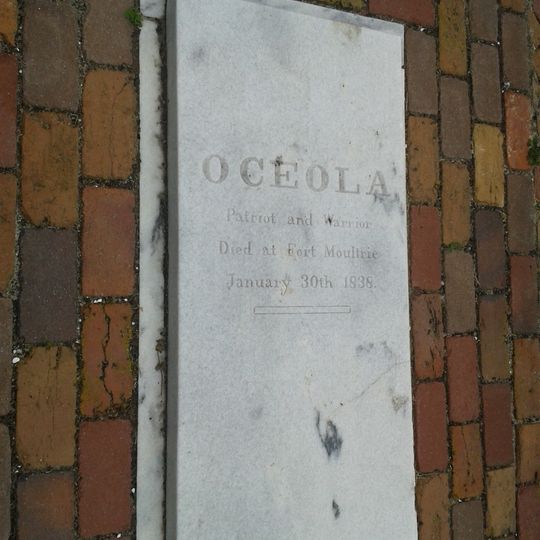 OCEOLA
Patriot and Warrior
Died at Fort Moultrie
January 30th 1838.